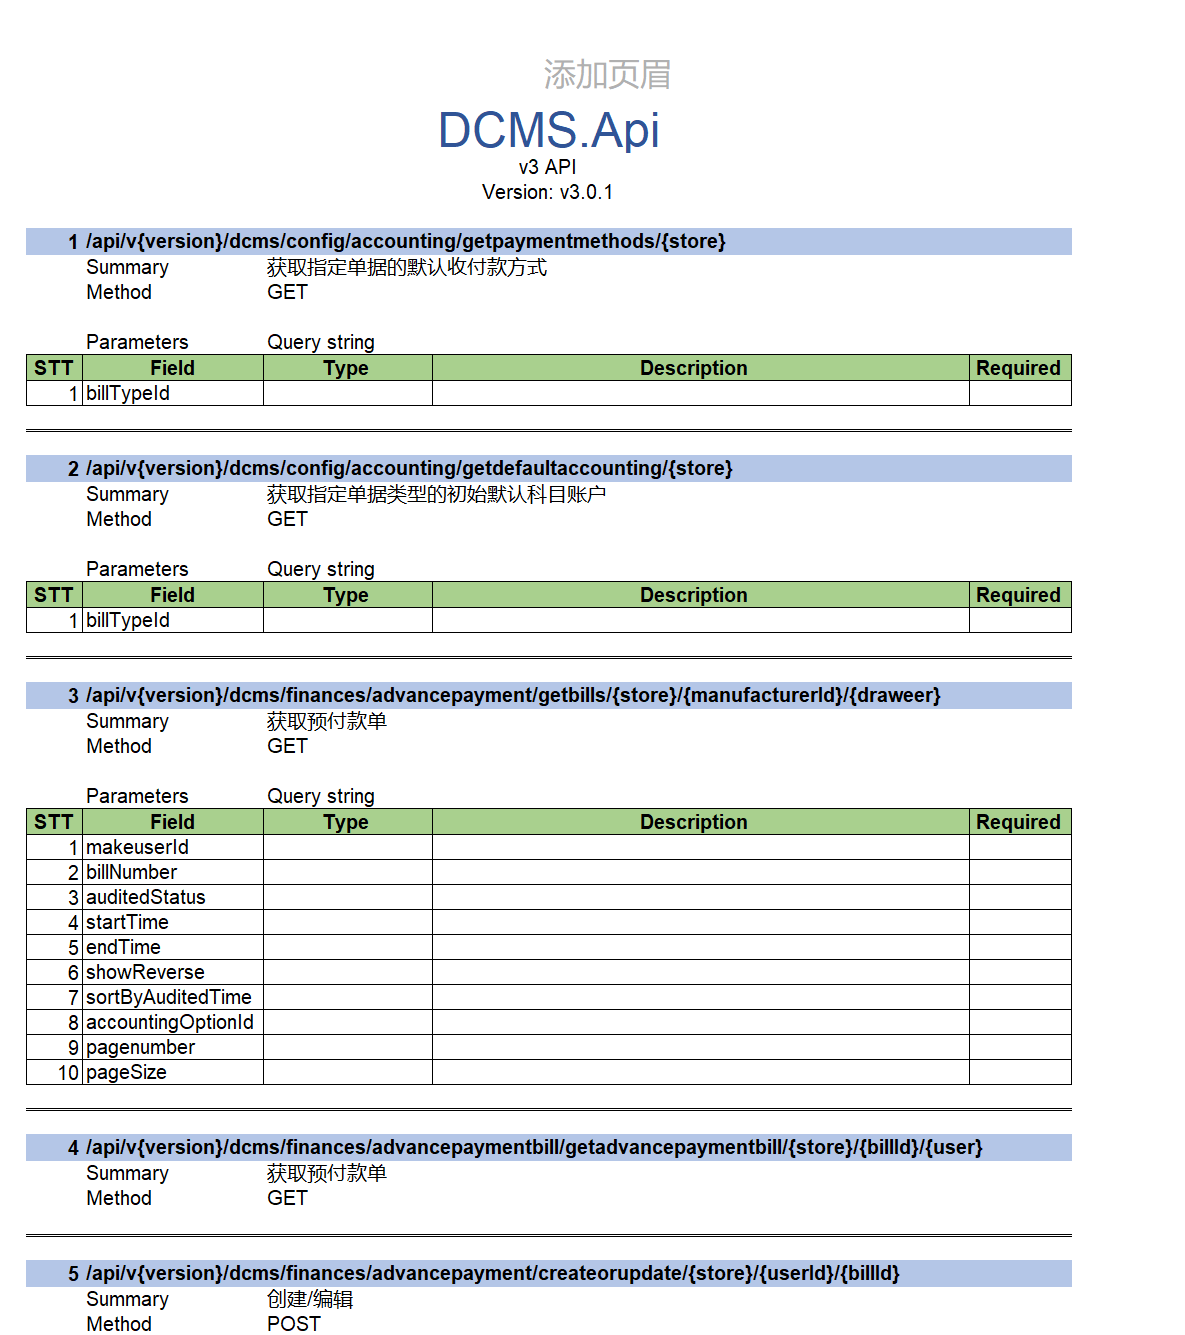 添加页眉
DCMS.Api
v3 API
Version: v3.0.1
1 /api/v{version}/dcms/config/accounting/getpaymentmethods/{store}
Summary 获取指定单据的默认收付款方式
Method GET
Parameters Query string
STT Field Type Description Required
1 billTypeId
2 /api/v{version}/dcms/config/accounting/getdefaultaccounting/{store}
Summary 获取指定单据类型的初始默认科目账户
Method GET
Parameters Query string
STT Field Type Description Required
1 billTypeId
3 /api/v{version}/dcms/finances/advancepayment/getbills/{store}/{manufacturerId}/{draweer}
Summary 获取预付款单
Method GET
Parameters Query string
STT Field Type Description Required
1 makeuserId
2 billNumber
3 auditedStatus
4 startTime
5 endTime
6 showReverse
7 sortByAuditedTime
8 accountingOptionId
9 pagenumber
10 pageSize
4 /api/v{version}/dcms/finances/advancepaymentbill/getadvancepaymentbill/{store}/{billId}/{user}
Summary 获取预付款单
Method GET
5 /api/v{version}/dcms/finances/advancepayment/createorupdate/{store}/{userId}/{billId}
Summary 创建/编辑
Method POST